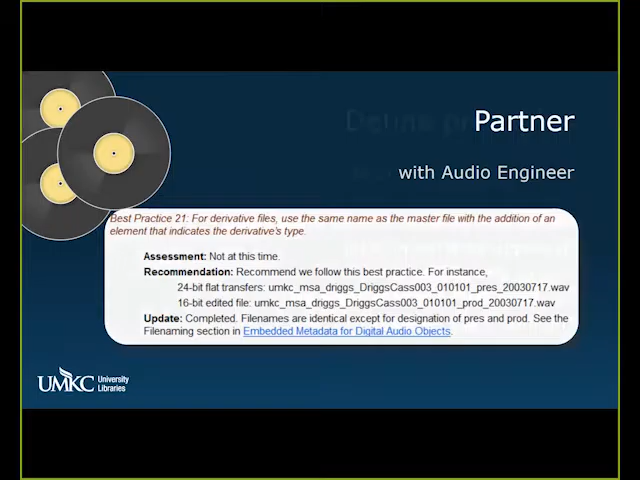 Partner
with Audio Engineer
Best Practice 21: For derivative files, use the same name as the master file with the addition of an
element that indicates the derivative's type.
Assessment: Not at this time.
Recommendation: Recommend we follow this best practice. For instance,
24-bit flat transfers: umkc_msa_driggs_DriggsCass003_010101_pres_20030717.wav
16-bit edited file: umkc_msa_driggs_DriggsCass003_010101_prod_20030717.wav
Update: Completed. Filenames are identical except for designation of pres and prod. See the
Filenaming section in Embedded Metadata for Digital Audio Objects.
UMKC University
Libraries